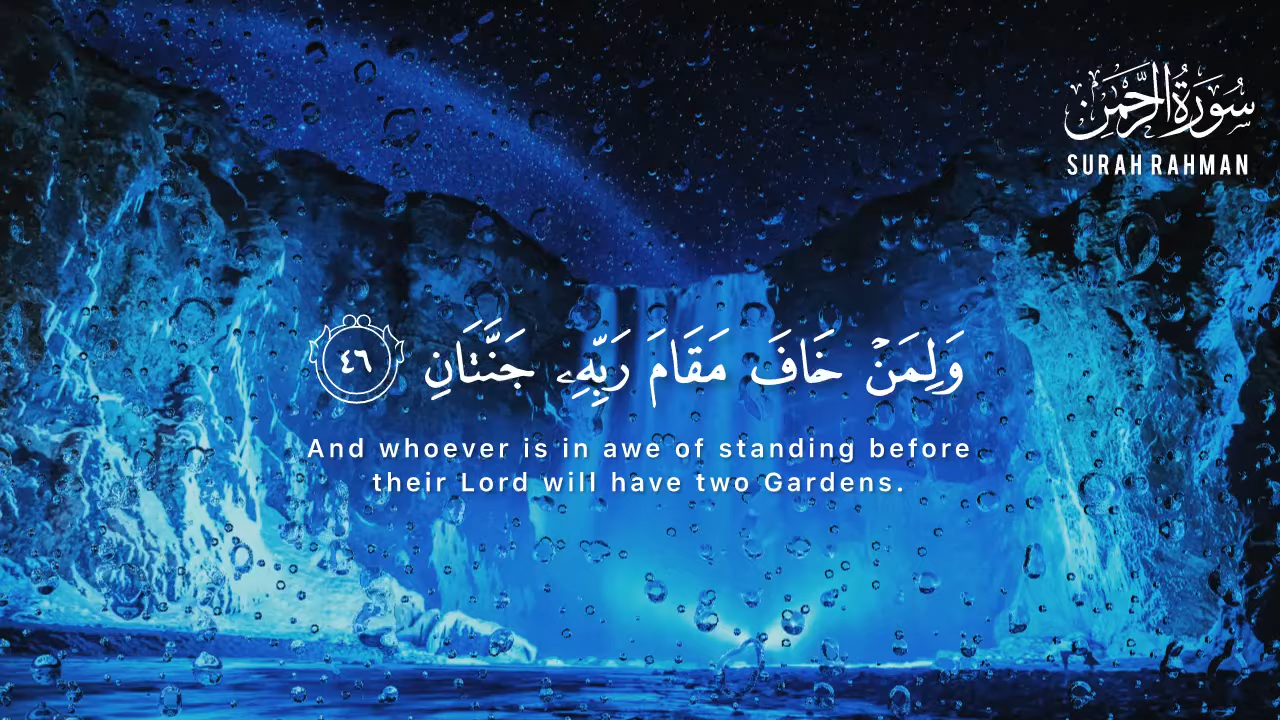 سُورَةُ الرَّحْمٰن
SURAH RAHMAN
وَلِمَنْ خَافَ مَقَامَ رَبِّهِۦ جَنَّتَانِ ٤٦
And whoever is in awe of standing before
their Lord will have two Gardens.